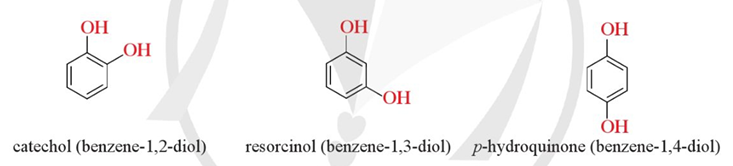 OH
OH
OH
OH
OH
OH
catechol (benzene-1,2-diol)
resorcinol (benzene-1,3-diol)
p-hydroquinone (benzene-1,4-diol)